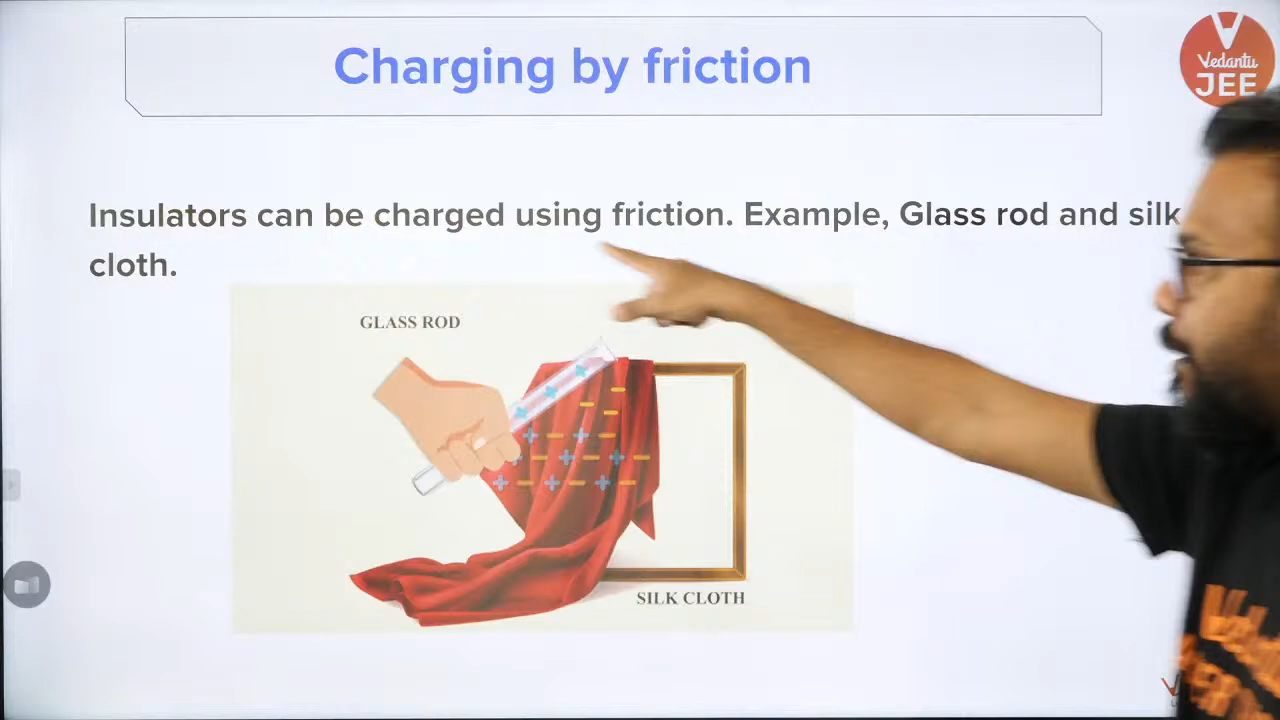 Charging by friction
Vedantu
JEE
Insulators can be charged using friction. Example, Glass rod and silk
cloth.
GLASS ROD
SILK CLOTH